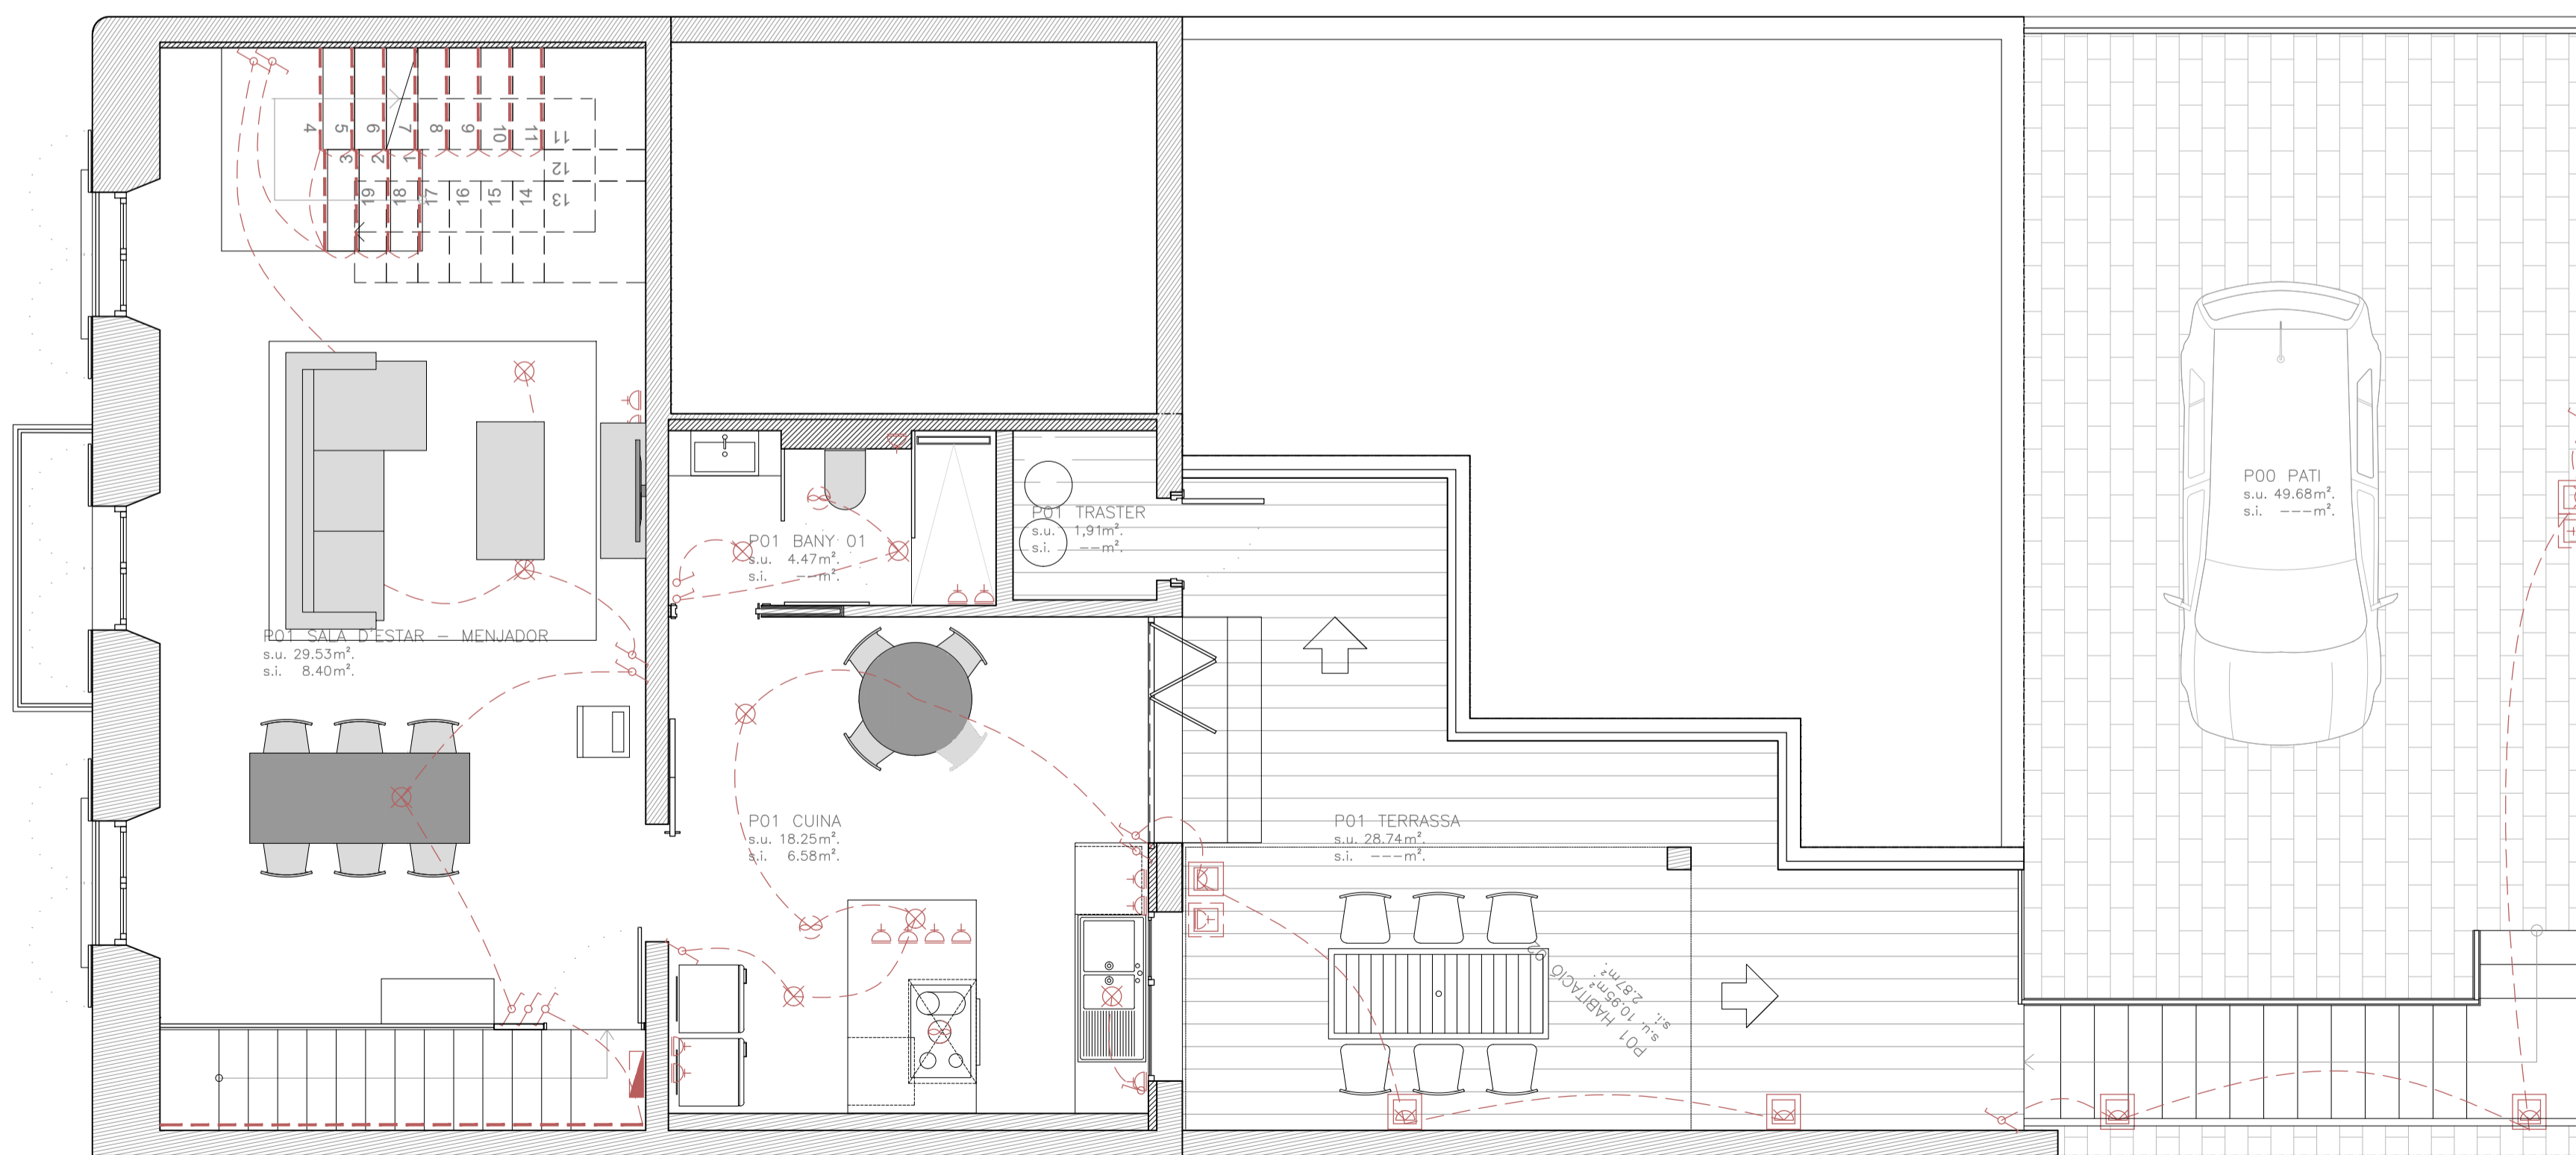 4 5 6 7 8 9 10 11
11
12
13
3 2 1
19 18 17 16 15 14
P00 PATI
s.u. 49.68m².
s.i. ---m².
P01 TRASTER
s.u. 1,91m².
s.i. --m².
P01 BANY 01
s.u. 4.47m².
s.i. --m².
P01 SALA D'ESTAR - MENJADOR
s.u. 29.53m².
s.i. 8.40m².
P01 CUINA
s.u. 18.25m².
s.i. 6.58m².
P01 TERRASSA
s.u. 28.74m².
s.i. ---m².
P01 HABITACIÓ 02
s.u. 10.95m².
s.i. 2.87m².